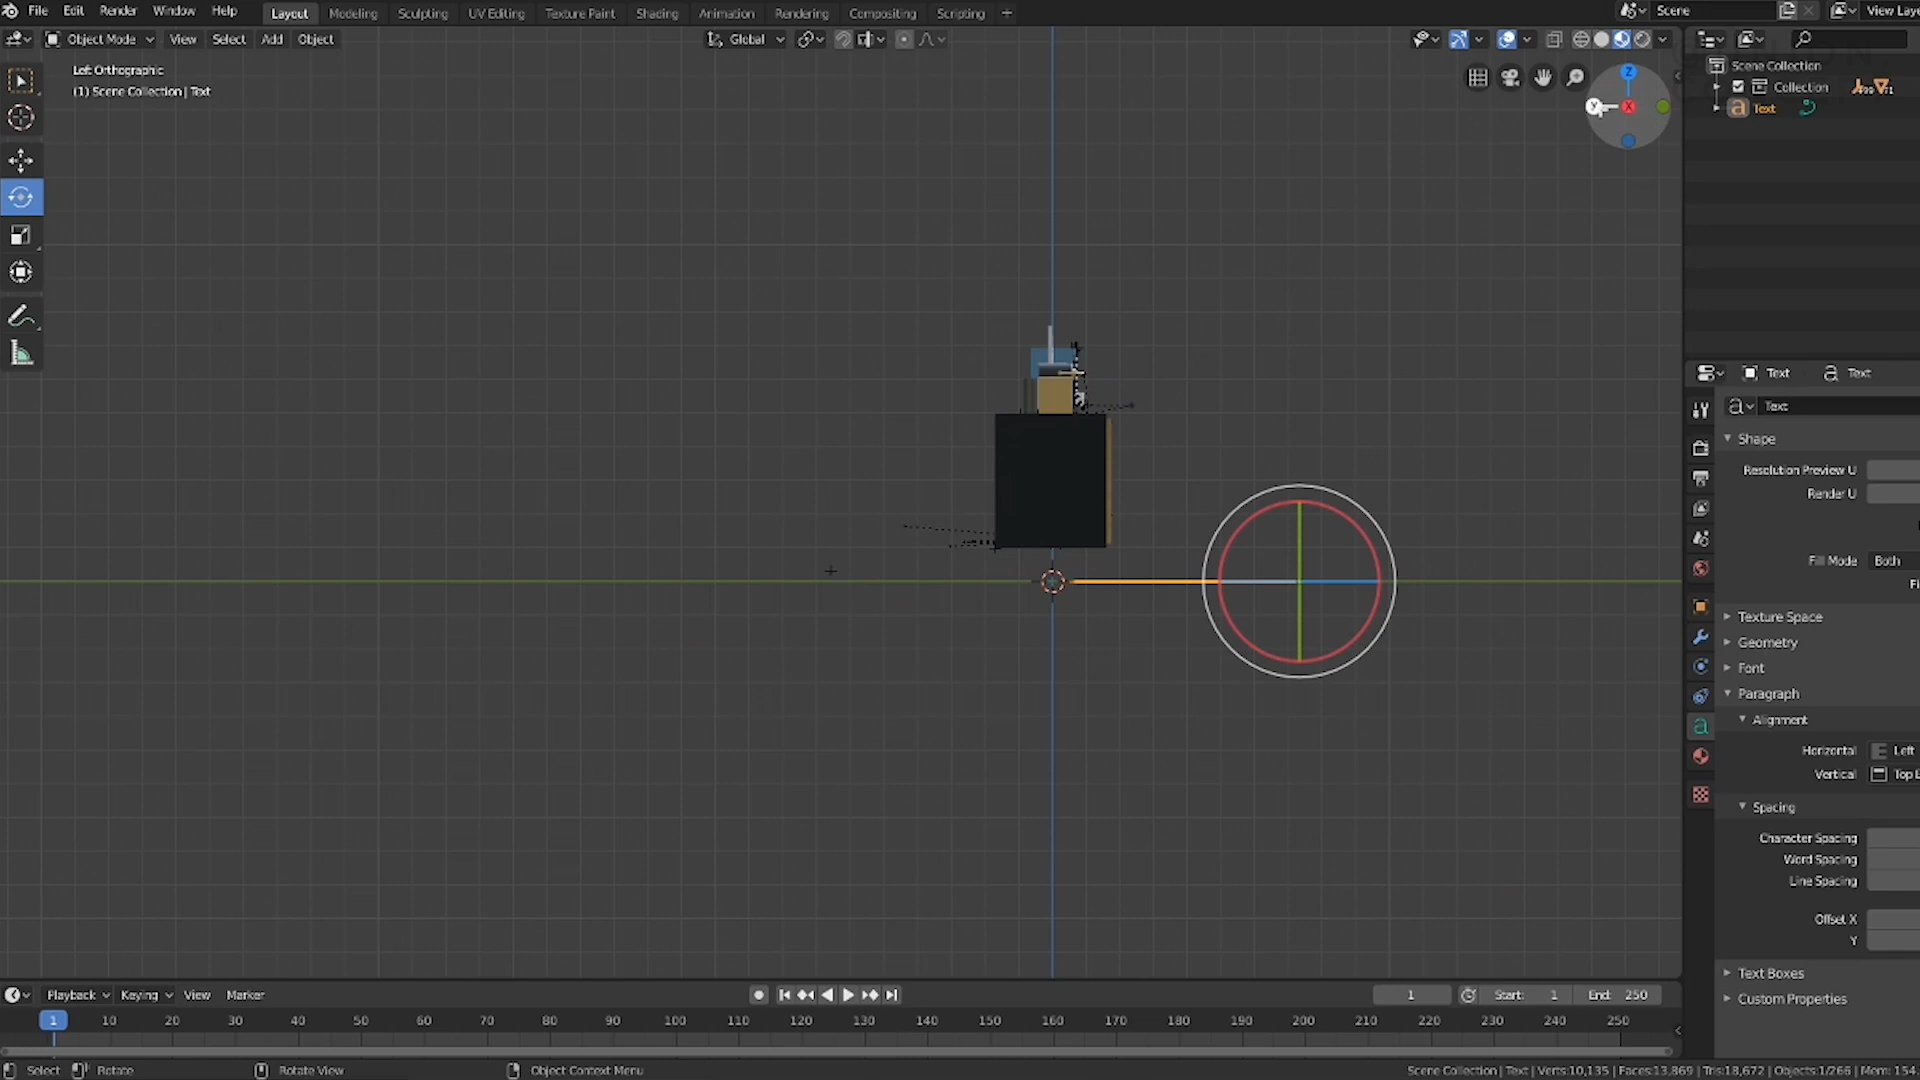 File Edit Render Window Help Layout Modeling Sculpting UV Editing Texture Paint Shading Animation Rendering Compositing Scripting + Scene View Laye
Object Mode View Select Add Object Global
Left Orthographic
(1) Scene Collection | Text
Z
Y X
Scene Collection
Collection
Text
Text Text
Text
Shape
Resolution Preview U
Render U
Fill Mode Both
Fi
Texture Space
Geometry
Font
Paragraph
Alignment
Horizontal Left
Vertical Top B
Spacing
Character Spacing
Word Spacing
Line Spacing
Offset X
Y
Text Boxes
Custom Properties
Playback Keying View Marker 1 Start: 1 End: 250
1 10 20 30 40 50 60 70 80 90 100 110 120 130 140 150 160 170 180 190 200 210 220 230 240 250
Select Rotate Rotate View Object Context Menu Scene Collection | Text | Verts:10,135 | Faces:13,869 | Tris:18,672 | Objects:1/266 | Mem: 154.